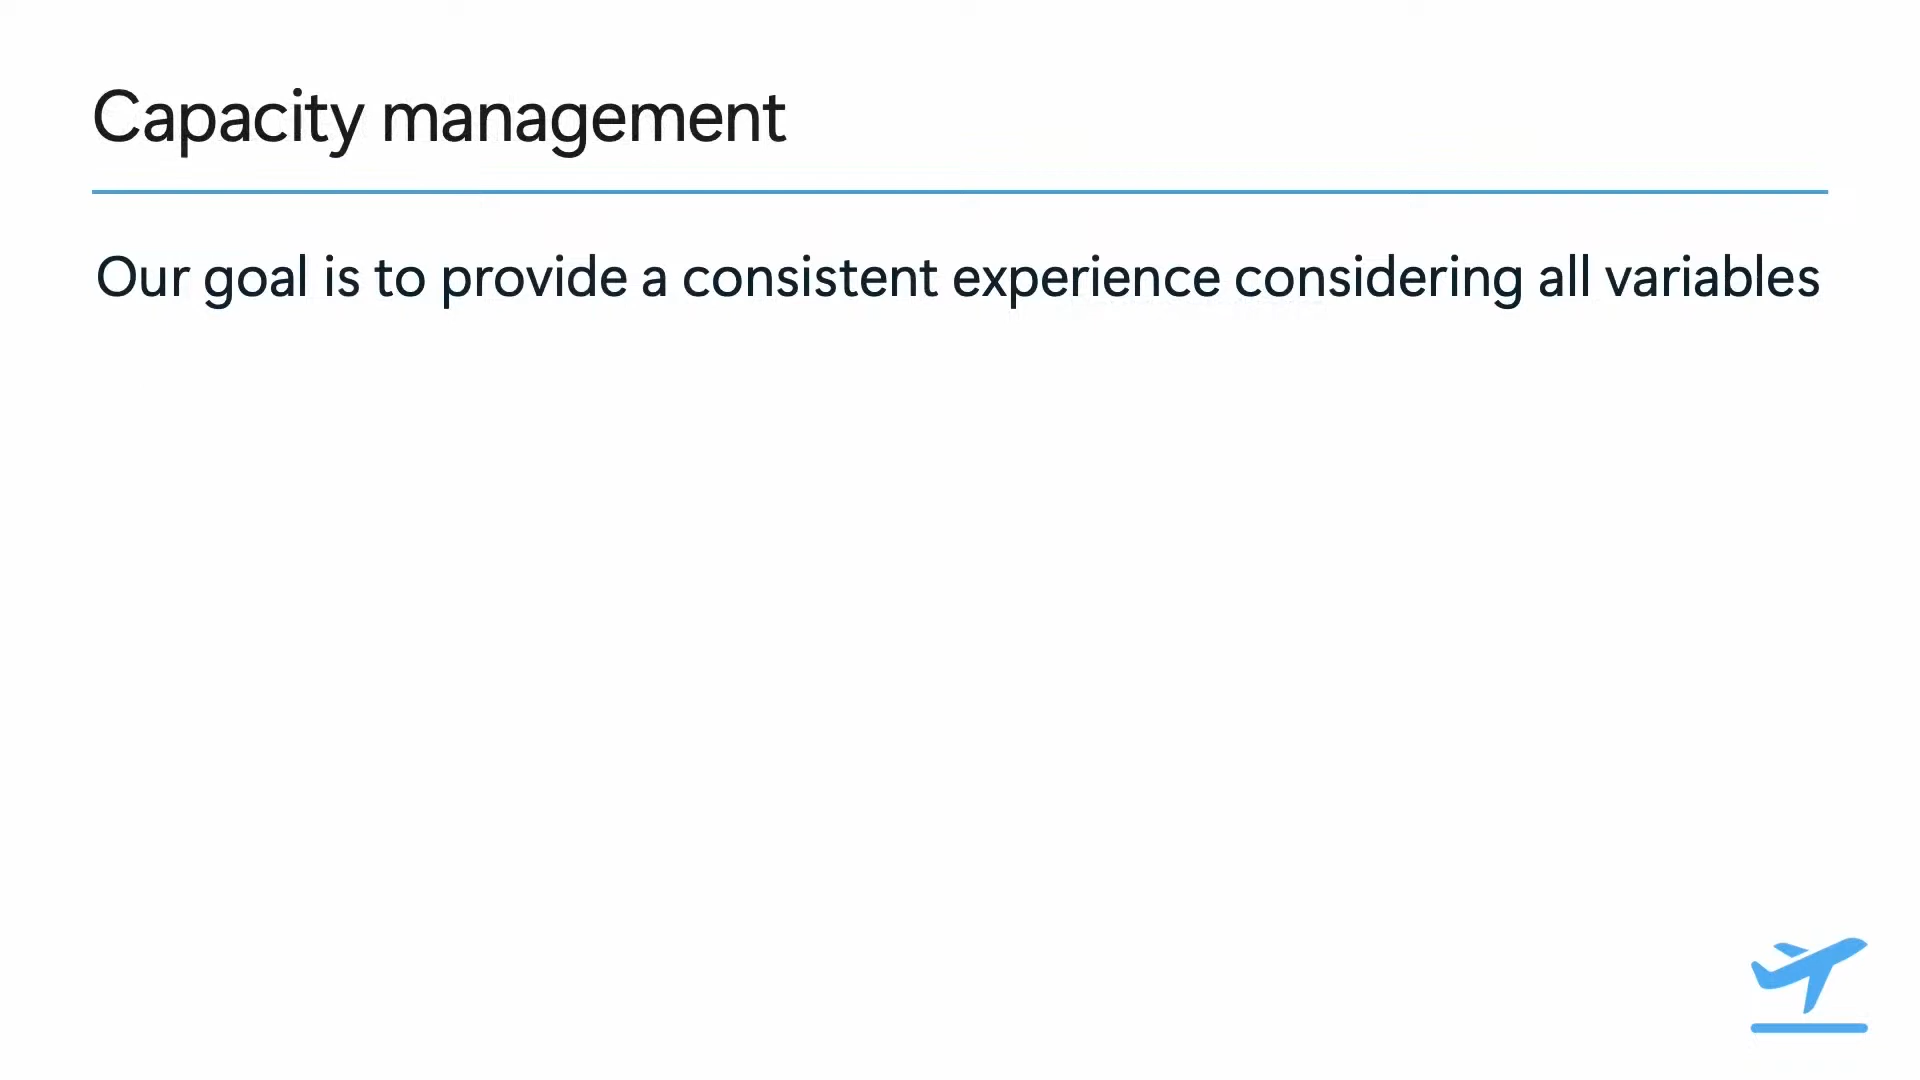 Capacity management
Our goal is to provide a consistent experience considering all variables